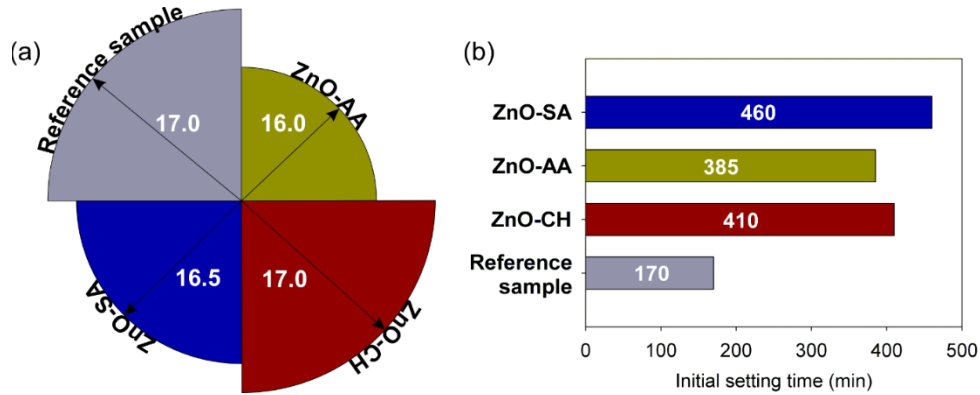 (a)
Reference sample
17.0
ZnO-AA
16.0
ZnO-SA
16.5
ZnO-CH
17.0
(b)
ZnO-SA
460
ZnO-AA
385
ZnO-CH
410
Reference
sample
170
0 100 200 300 400 500
Initial setting time (min)